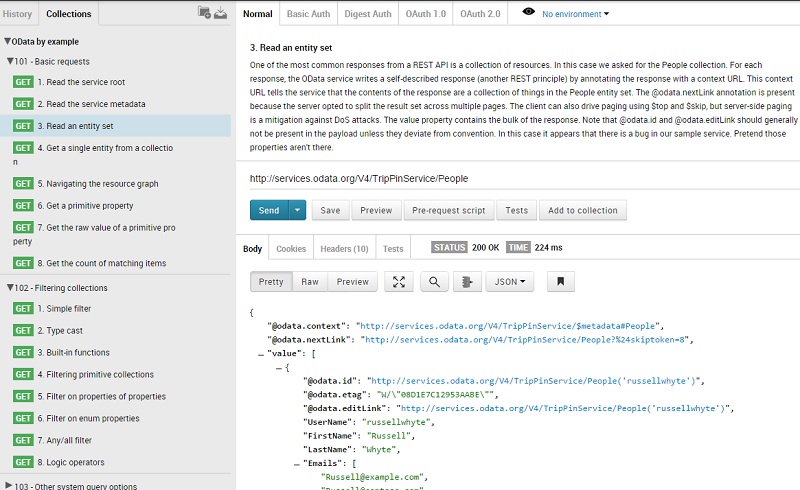 History
Collections
OData by example
101 - Basic requests
GET 1. Read the service root
GET 2. Read the service metadata
GET 3. Read an entity set
GET 4. Get a single entity from a collectio
n
GET 5. Navigating the resource graph
GET 6. Get a primitive property
GET 7. Get the raw value of a primitive pro
perty
GET 8. Get the count of matching items
102 - Filtering collections
GET 1. Simple filter
GET 2. Type cast
GET 3. Built-in functions
GET 4. Filtering primitive collections
GET 5. Filter on properties of properties
GET 6. Filter on enum properties
GET 7. Any/all filter
GET 8. Logic operators
103 - Other system query options
Normal Basic Auth Digest Auth OAuth 1.0 OAuth 2.0 No environment
3. Read an entity set
One of the most common responses from a REST API is a collection of resources. In this case we asked for the People collection. For each
response, the OData service writes a self-described response (another REST principle) by annotating the response with a context URL. This context
URL tells the service that the contents of the response are a collection of things in the People entity set. The @odata.nextLink annotation is present
because the server opted to split the result set across multiple pages. The client can also drive paging using $top and $skip, but server-side paging
is a mitigation against DoS attacks. The value property contains the bulk of the response. Note that @odata.id and @odata.editLink should generally
not be present in the payload unless they deviate from convention. In this case it appears that there is a bug in our sample service. Pretend those
properties aren't there.
http://services.odata.org/V4/TripPinService/People
Send Save Preview Pre-request script Tests Add to collection
Body Cookies Headers (10) Tests STATUS 200 OK TIME 224 ms
Pretty Raw Preview JSON
{
"@odata.context": "http://services.odata.org/V4/TripPinService/$metadata#People",
"@odata.nextLink": "http://services.odata.org/V4/TripPinService/People?%24skiptoken=8",
"value": [
{
"@odata.id": "http://services.odata.org/V4/TripPinService/People('russellwhyte')",
"@odata.etag": "W/\"08D1E7C12953AABE\"",
"@odata.editLink": "http://services.odata.org/V4/TripPinService/People('russellwhyte')",
"UserName": "russellwhyte",
"FirstName": "Russell",
"LastName": "Whyte",
"Emails": [
"Russell@example.com",